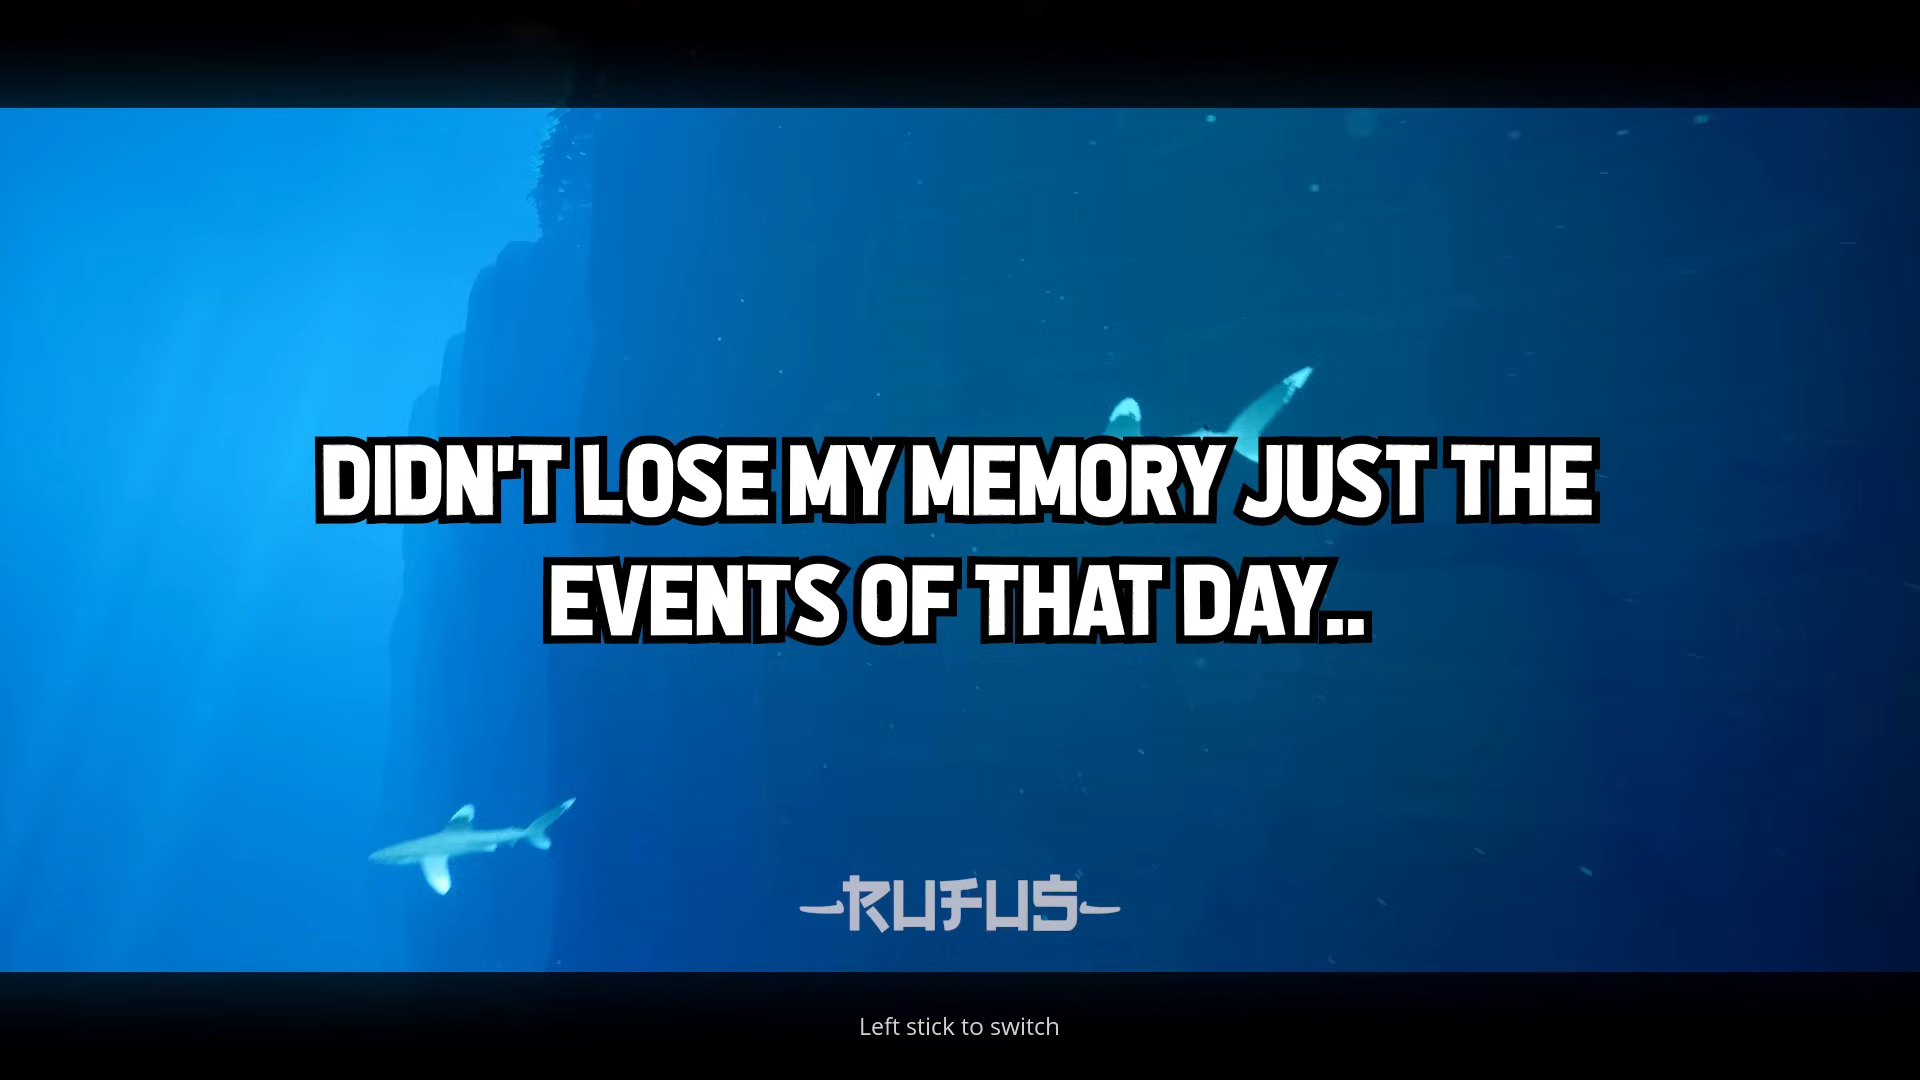 DIDN'T LOSE MY MEMORY JUST THE
EVENTS OF THAT DAY..
RUFUS
Left stick to switch